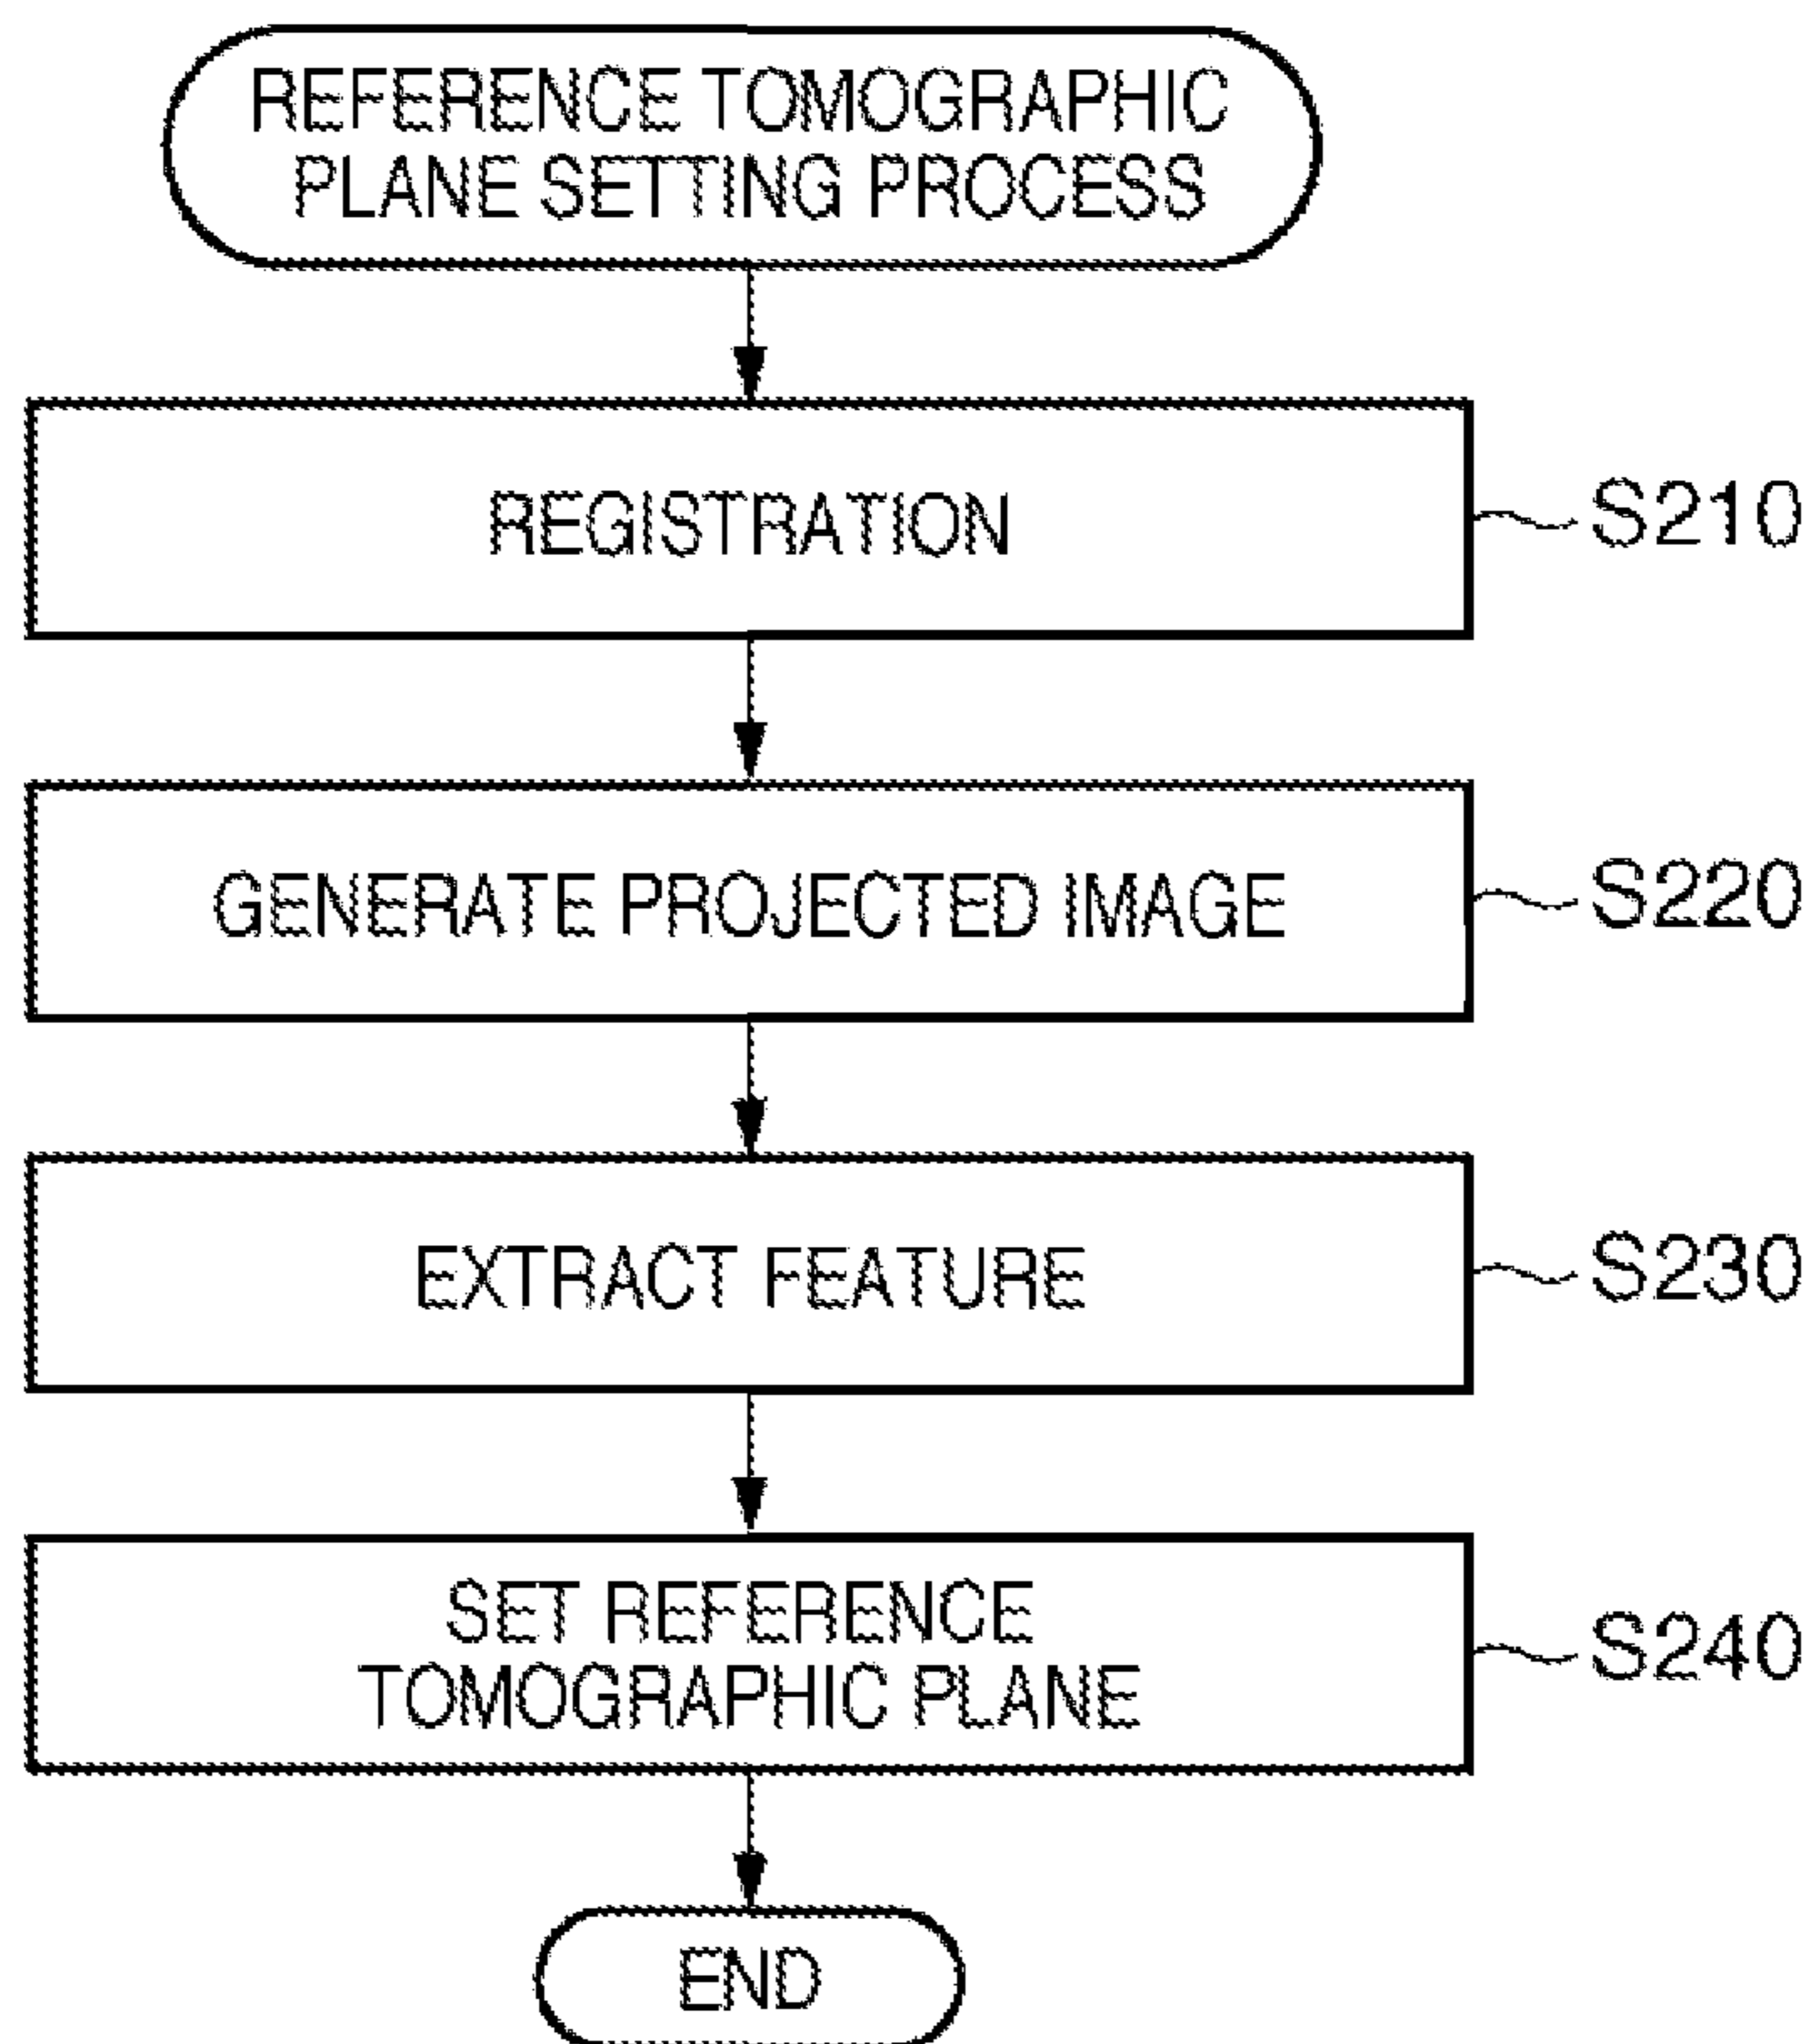 REFERENCE TOMOGRAPHIC
PLANE SETTING PROCESS
REGISTRATION
S210
GENERATE PROJECTED IMAGE
S220
EXTRACT FEATURE
S230
SET REFERENCE
TOMOGRAPHIC PLANE
S240
END